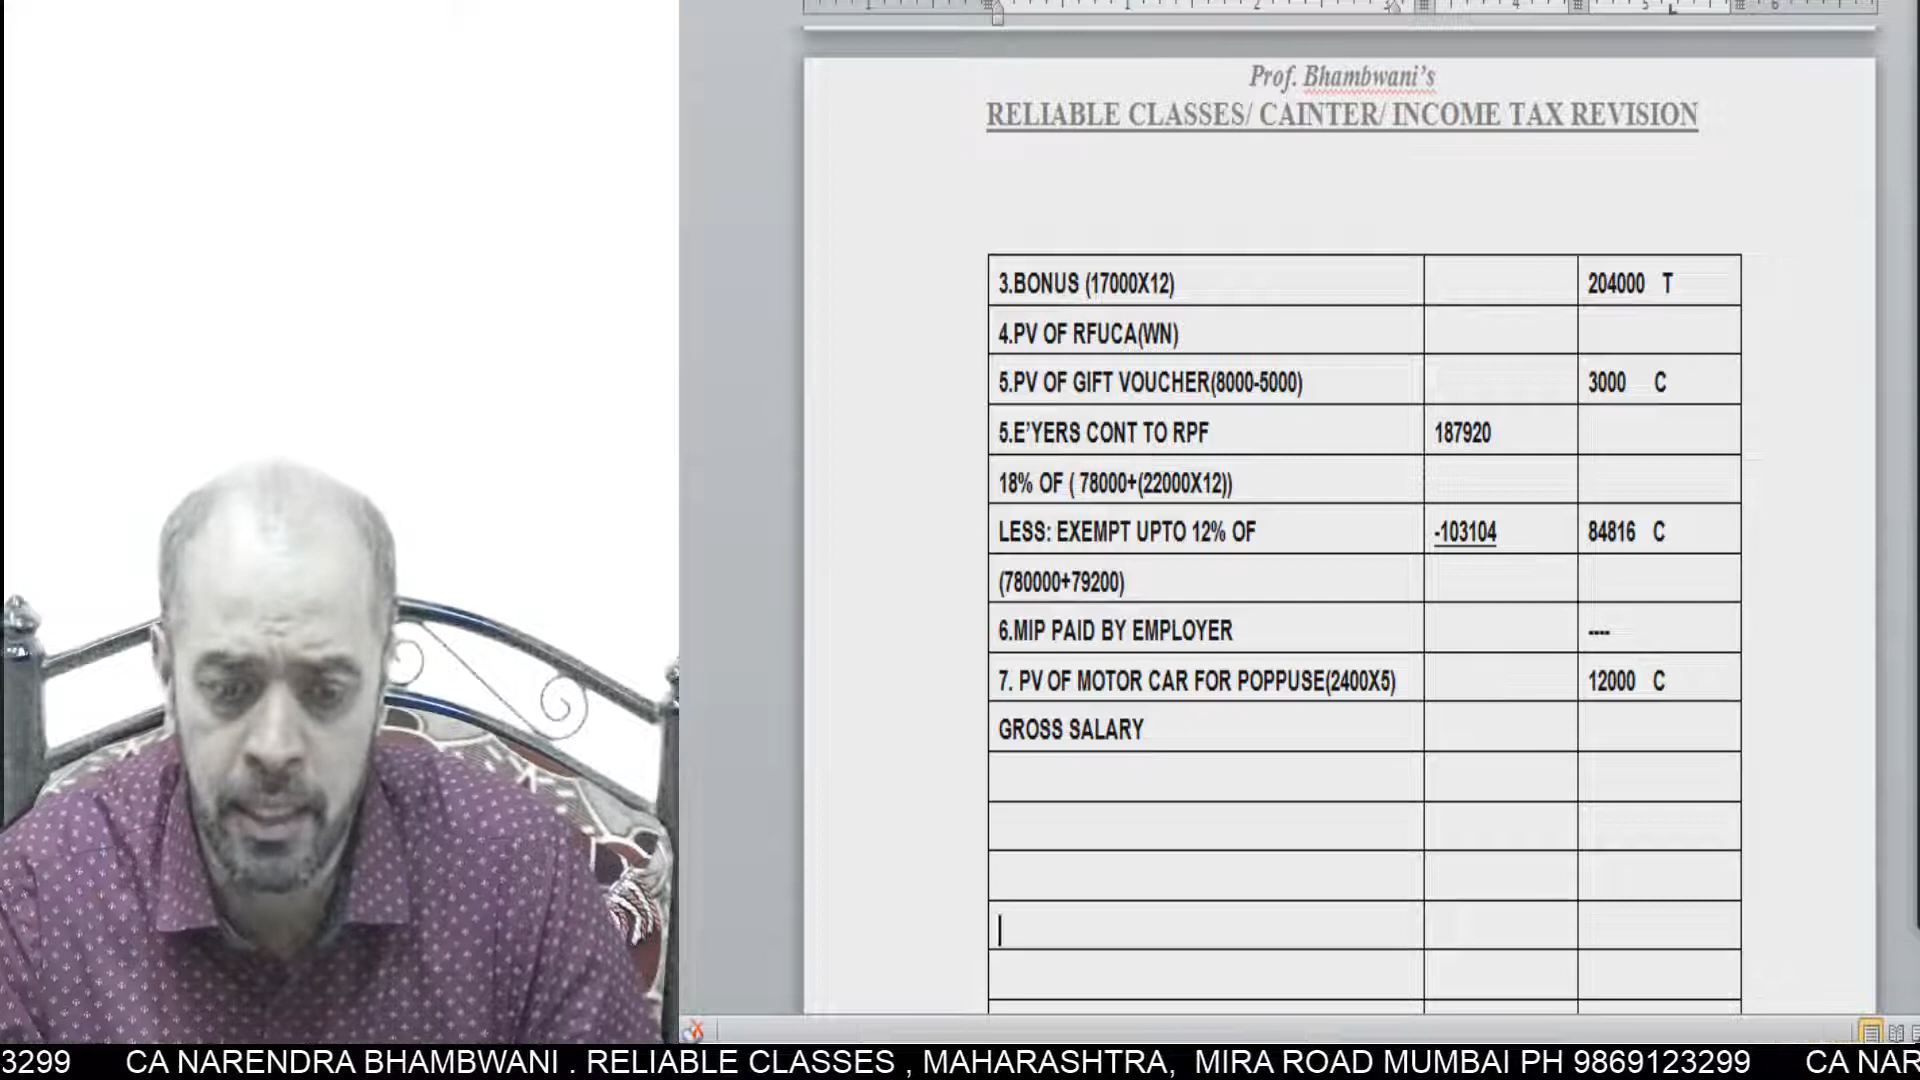 Prof. Bhambwani's
RELIABLE CLASSES/ CAINTER/ INCOME TAX REVISION
3.BONUS (17000X12) 204000 T
4.PV OF RFUCA(WN)
5.PV OF GIFT VOUCHER(8000-5000) 3000 C
5.E'YERS CONT TO RPF 187920
18% OF ( 78000+(22000X12))
LESS: EXEMPT UPTO 12% OF -103104 84816 C
(780000+79200)
6.MIP PAID BY EMPLOYER ----
7. PV OF MOTOR CAR FOR POPPUSE(2400X5) 12000 C
GROSS SALARY
3299 CA NARENDRA BHAMBWANI . RELIABLE CLASSES , MAHARASHTRA, MIRA ROAD MUMBAI PH 9869123299 CA NAR